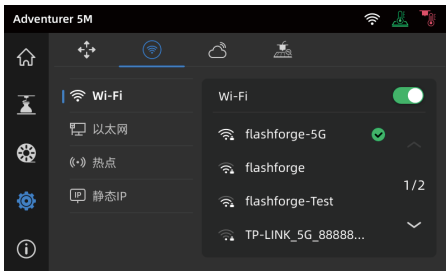 Adventurer 5M
Wi-Fi
以太网
热点
IP 静态IP
Wi-Fi
flashforge-5G
flashforge
flashforge-Test
TP-LINK_5G_88888...
1/2